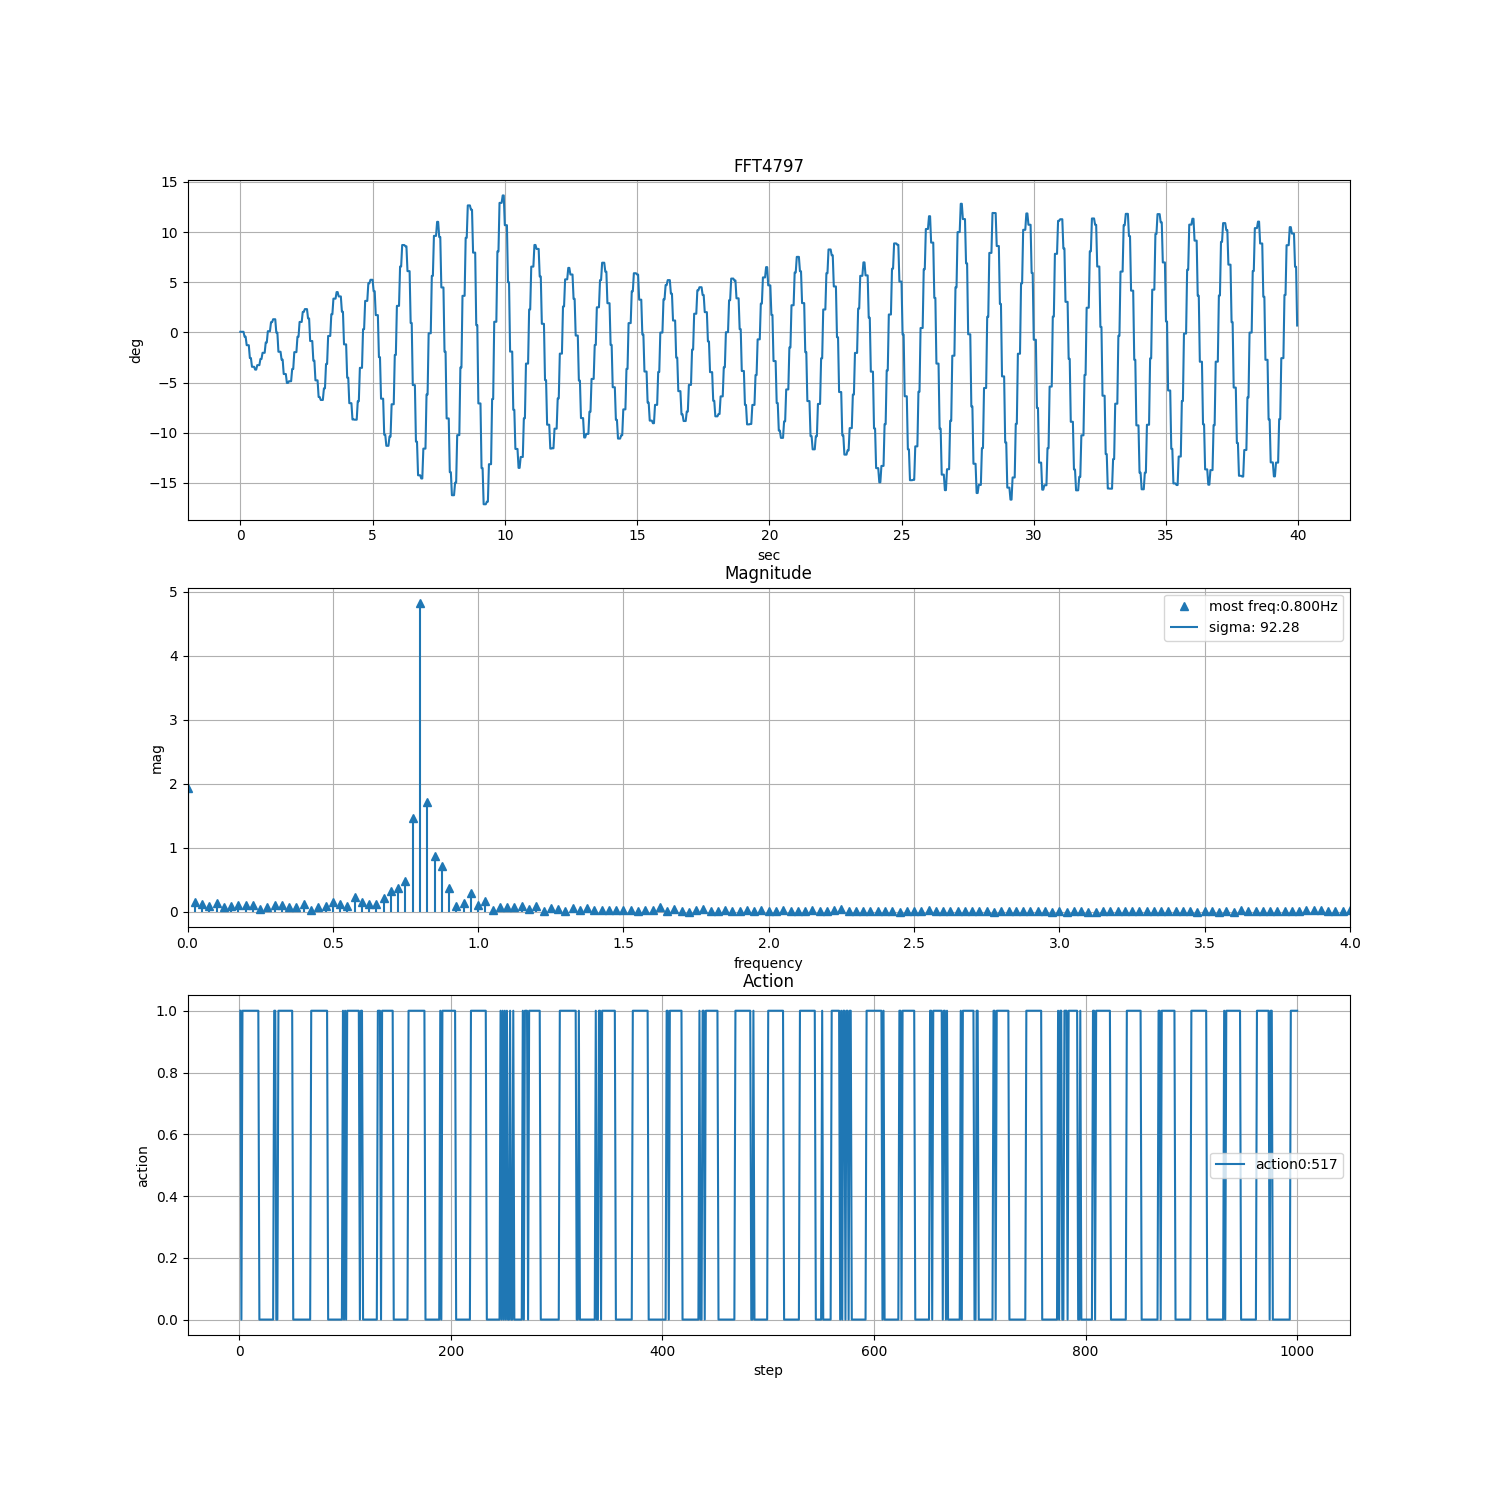 FFT4797
15
10
5
0
−5
−10
−15
deg
0 5 10 15 20 25 30 35 40
sec
Magnitude
5
4
3
2
1
0
mag
most freq:0.800Hz
sigma: 92.28
0.0 0.5 1.0 1.5 2.0 2.5 3.0 3.5 4.0
frequency
Action
1.0
0.8
0.6
0.4
0.2
0.0
action
action0:517
0 200 400 600 800 1000
step